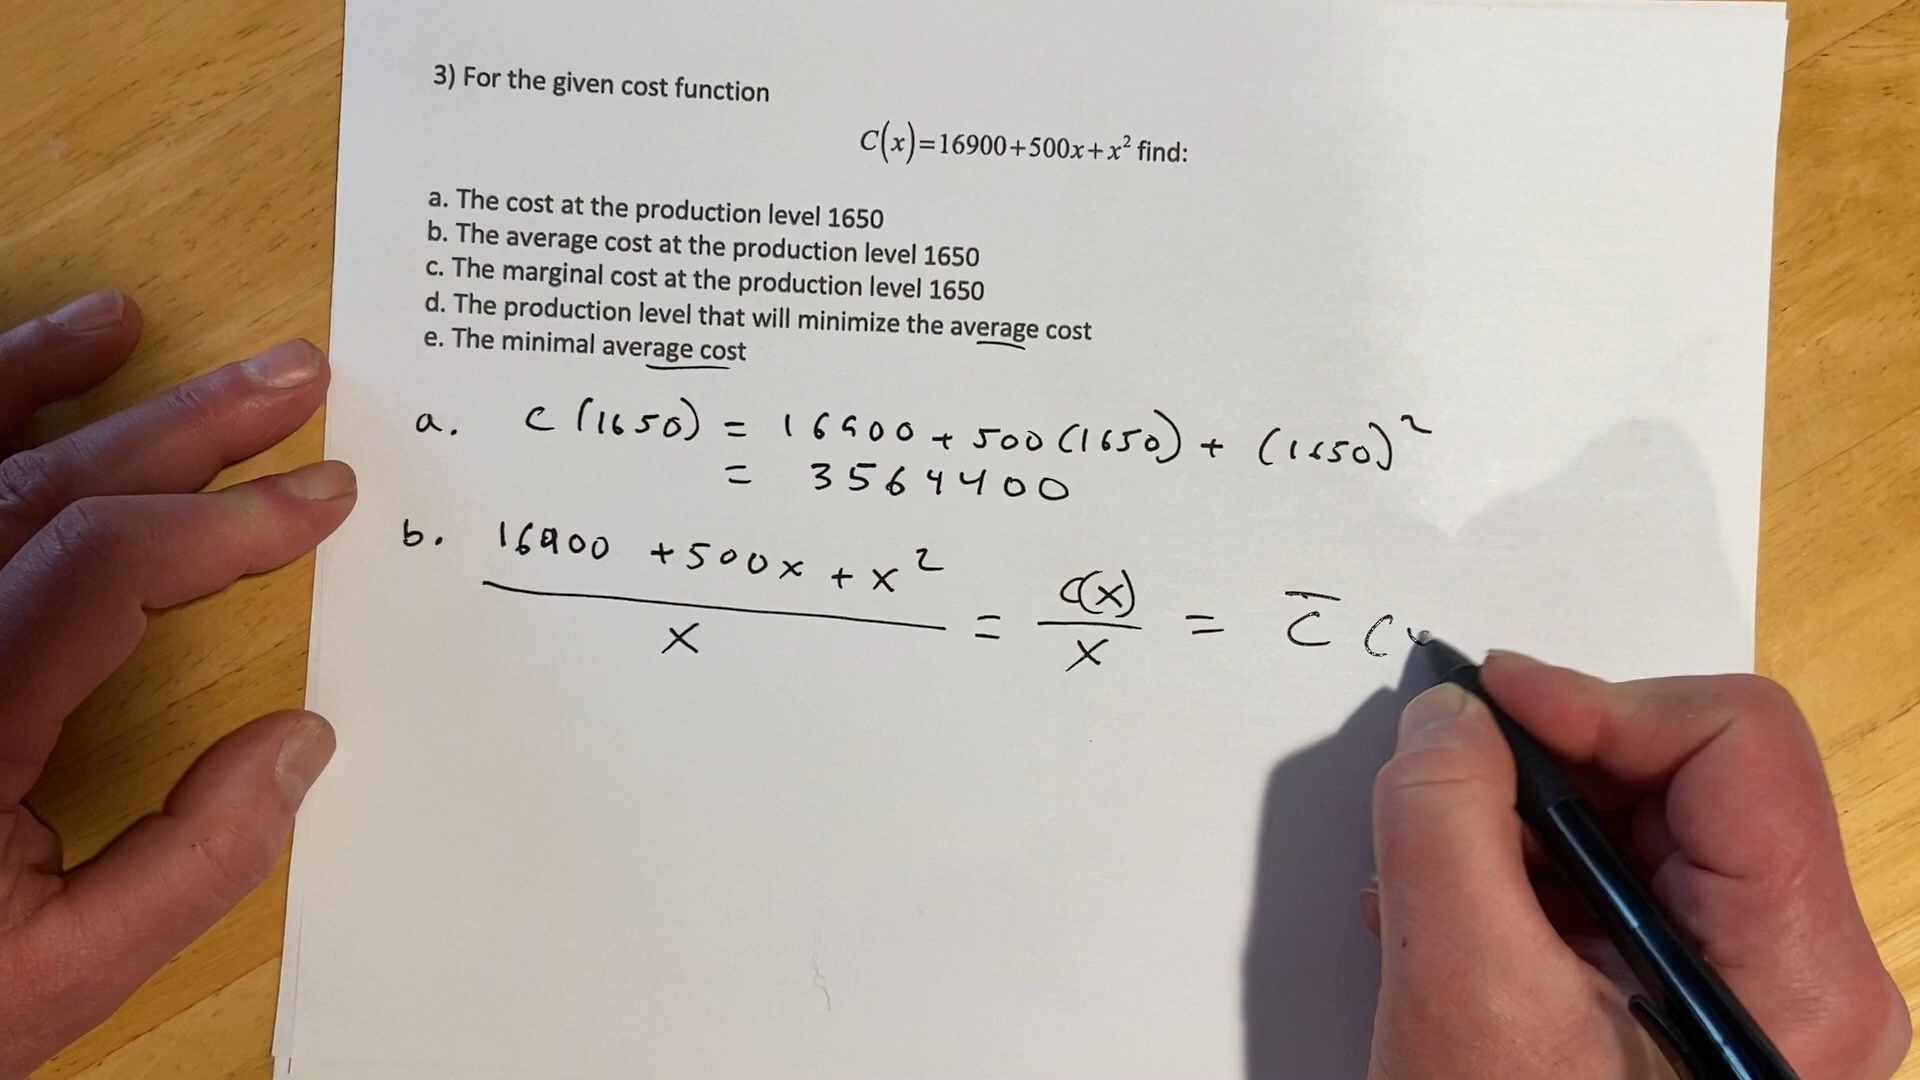 3) For the given cost function
C(x)=16900+500x+x² find:
a. The cost at the production level 1650
b. The average cost at the production level 1650
c. The marginal cost at the production level 1650
d. The production level that will minimize the average cost
e. The minimal average cost
a. C(1650) = 16900 + 500(1650) + (1650)²
= 3564400
b. 16900 + 500x + x² / x = C(x) / x = C̅ (